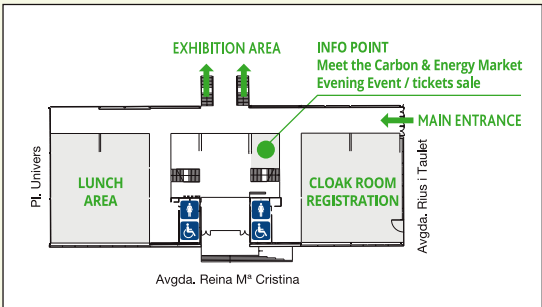 EXHIBITION AREA
INFO POINT
Meet the Carbon & Energy Market
Evening Event / tickets sale
MAIN ENTRANCE
Pl. Univers
LUNCH
AREA
CLOAK ROOM
REGISTRATION
Avgda. Rius i Taulet
Avgda. Reina Mª Cristina